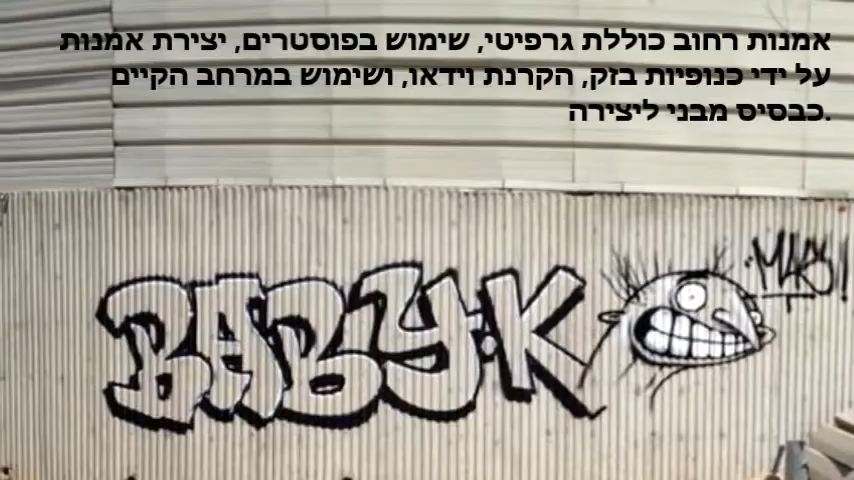 אמנות רחוב כוללת גרפיטי, שימוש בפוסטרים, יצירת אמנות
על ידי כנופיות בזק, הקרנת וידאו, ושימוש במרחב הקיים
כבסיס מבני ליצירה.
BABY·K